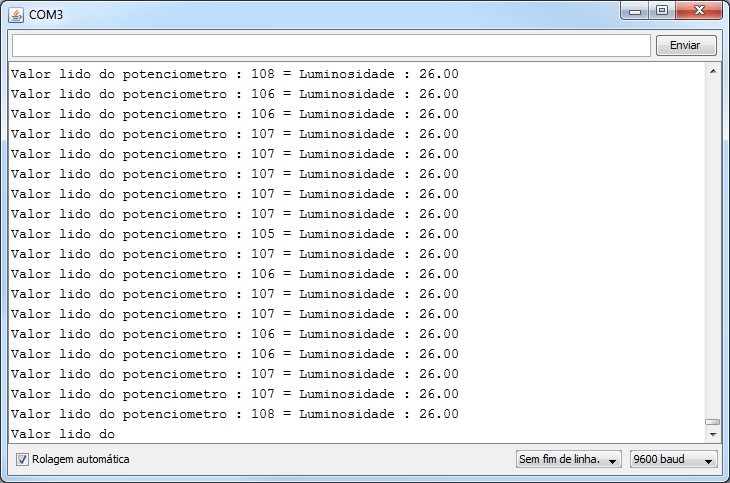 COM3
Enviar
Valor lido do potenciometro : 108 = Luminosidade : 26.00
Valor lido do potenciometro : 106 = Luminosidade : 26.00
Valor lido do potenciometro : 106 = Luminosidade : 26.00
Valor lido do potenciometro : 107 = Luminosidade : 26.00
Valor lido do potenciometro : 107 = Luminosidade : 26.00
Valor lido do potenciometro : 107 = Luminosidade : 26.00
Valor lido do potenciometro : 107 = Luminosidade : 26.00
Valor lido do potenciometro : 107 = Luminosidade : 26.00
Valor lido do potenciometro : 105 = Luminosidade : 26.00
Valor lido do potenciometro : 107 = Luminosidade : 26.00
Valor lido do potenciometro : 106 = Luminosidade : 26.00
Valor lido do potenciometro : 107 = Luminosidade : 26.00
Valor lido do potenciometro : 107 = Luminosidade : 26.00
Valor lido do potenciometro : 106 = Luminosidade : 26.00
Valor lido do potenciometro : 106 = Luminosidade : 26.00
Valor lido do potenciometro : 107 = Luminosidade : 26.00
Valor lido do potenciometro : 107 = Luminosidade : 26.00
Valor lido do potenciometro : 108 = Luminosidade : 26.00
Valor lido do
Rolagem automática Sem fim de linha. 9600 baud